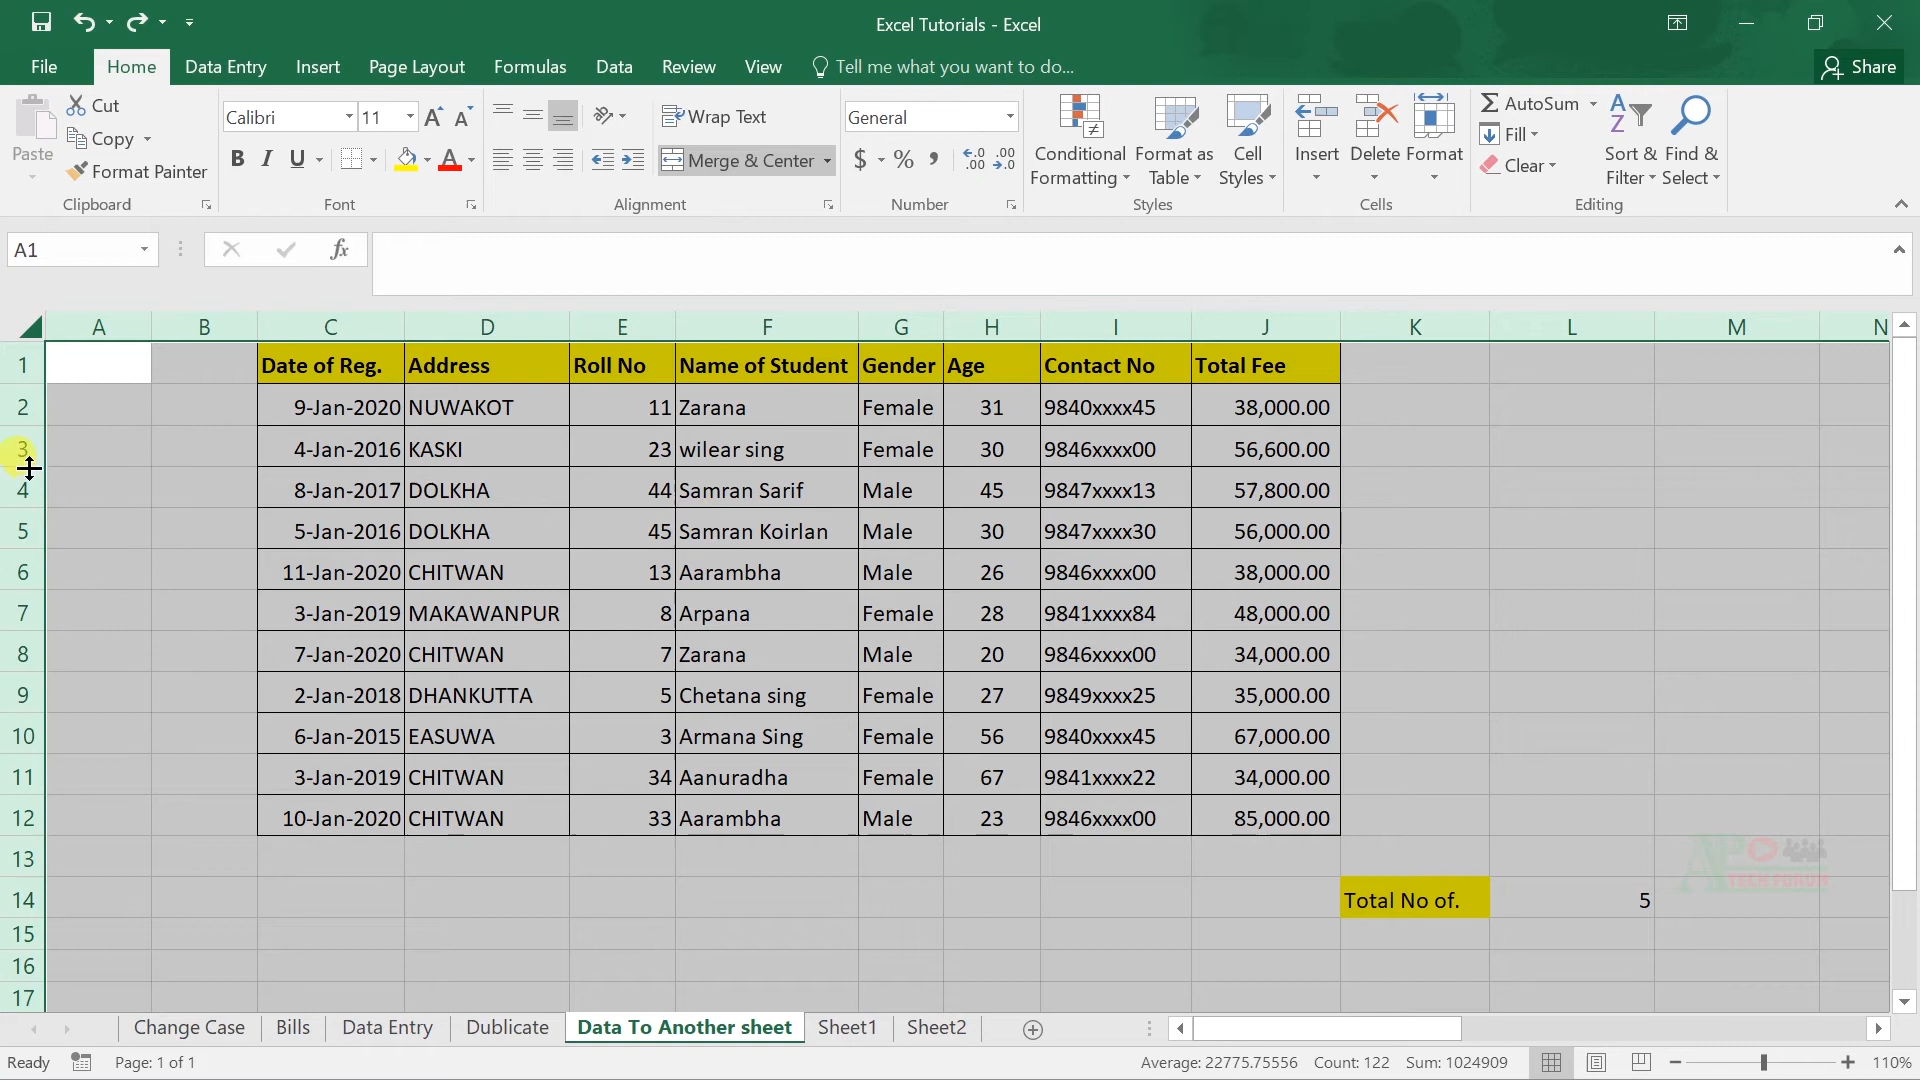 Excel Tutorials - Excel
File Home Data Entry Insert Page Layout Formulas Data Review View Tell me what you want to do... Share
Paste Cut Copy Format Painter Clipboard
Calibri 11 B I U A Font
Wrap Text Merge & Center Alignment
General $ % Number
Conditional Formatting Format as Table Cell Styles Styles
Insert Delete Format Cells
AutoSum Fill Clear Sort & Filter Find & Select Editing
A1 fx
A B C D E F G H I J K L M N
1 Date of Reg. Address Roll No Name of Student Gender Age Contact No Total Fee
2 9-Jan-2020 NUWAKOT 11 Zarana Female 31 9840xxxx45 38,000.00
3 4-Jan-2016 KASKI 23 wilear sing Female 30 9846xxxx00 56,600.00
4 8-Jan-2017 DOLKHA 44 Samran Sarif Male 45 9847xxxx13 57,800.00
5 5-Jan-2016 DOLKHA 45 Samran Koirlan Male 30 9847xxxx30 56,000.00
6 11-Jan-2020 CHITWAN 13 Aarambha Male 26 9846xxxx00 38,000.00
7 3-Jan-2019 MAKAWANPUR 8 Arpana Female 28 9841xxxx84 48,000.00
8 7-Jan-2020 CHITWAN 7 Zarana Male 20 9846xxxx00 34,000.00
9 2-Jan-2018 DHANKUTTA 5 Chetana sing Female 27 9849xxxx25 35,000.00
10 6-Jan-2015 EASUWA 3 Armana Sing Female 56 9840xxxx45 67,000.00
11 3-Jan-2019 CHITWAN 34 Aanuradha Female 67 9841xxxx22 34,000.00
12 10-Jan-2020 CHITWAN 33 Aarambha Male 23 9846xxxx00 85,000.00
13
AP TECH FORUM
14 Total No of. 5
15
16
17
Change Case Bills Data Entry Dublicate Data To Another sheet Sheet1 Sheet2
Ready Page: 1 of 1 Average: 22775.75556 Count: 122 Sum: 1024909 110%